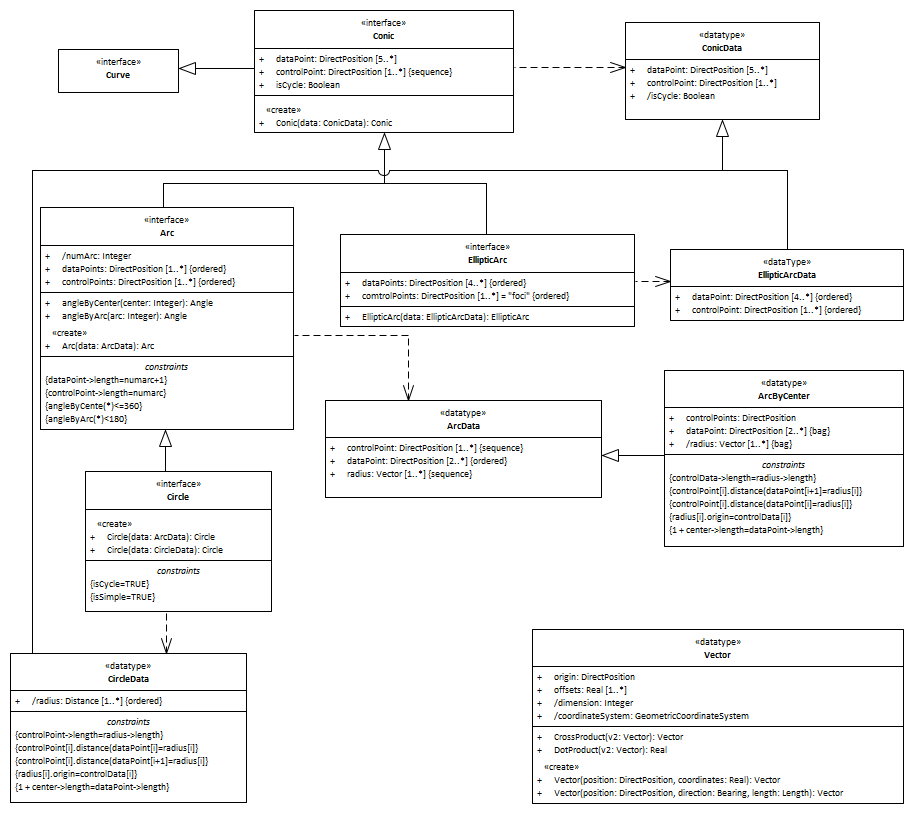 «interface»
Conic
+ dataPoint: DirectPosition [5..*]
+ controlPoint: DirectPosition [1..*] {sequence}
+ isCycle: Boolean
«create»
+ Conic(data: ConicData): Conic
«interface»
Curve
«datatype»
ConicData
+ dataPoint: DirectPosition [5..*]
+ controlPoint: DirectPosition [1..*]
+ /isCycle: Boolean
«interface»
Arc
+ /numArc: Integer
+ dataPoints: DirectPosition [1..*] {ordered}
+ controlPoints: DirectPosition [1..*] {ordered}
+ angleByCenter(center: Integer): Angle
+ angleByArc(arc: Integer): Angle
«create»
+ Arc(data: ArcData): Arc
constraints
{dataPoint->length=numarc+1}
{controlPoint->length=numarc}
{angleByCente(*)<=360}
{angleByArc(*)<180}
«interface»
EllipticArc
+ dataPoints: DirectPosition [4..*] {ordered}
+ comtrolPoints: DirectPosition [1..*] = "foci" {ordered}
+ EllipticArc(data: EllipticArcData): EllipticArc
«dataType»
EllipticArcData
+ dataPoint: DirectPosition [4..*] {ordered}
+ controlPoint: DirectPosition [1..*] {ordered}
«datatype»
ArcData
+ controlPoint: DirectPosition [1..*] {sequence}
+ dataPoint: DirectPosition [2..*] {ordered}
+ radius: Vector [1..*] {sequence}
«datatype»
ArcByCenter
+ controlPoints: DirectPosition
+ dataPoint: DirectPosition [2..*] {bag}
+ /radius: Vector [1..*] {bag}
constraints
{controlData->length=radius->length}
{controlPoint[i].distance(dataPoint[i+1]=radius[i]}
{controlPoint[i].distance(dataPoint[i]=radius[i]}
{radius[i].origin=controlData[i]}
{1 + center->length=dataPoint->length}
«interface»
Circle
«create»
+ Circle(data: ArcData): Circle
+ Circle(data: CircleData): Circle
constraints
{isCycle=TRUE}
{isSimple=TRUE}
«datatype»
CircleData
+ /radius: Distance [1..*] {ordered}
constraints
{controlPoint->length=radius->length}
{controlPoint[i].distance(dataPoint[i]=radius[i]}
{controlPoint[i].distance(dataPoint[i+1]=radius[i]}
{radius[i].origin=controlData[i]}
{1 + center->length=dataPoint->length}
«datatype»
Vector
+ origin: DirectPosition
+ offsets: Real [1..*]
+ /dimension: Integer
+ /coordinateSystem: GeometricCoordinateSystem
+ CrossProduct(v2: Vector): Vector
+ DotProduct(v2: Vector): Real
«create»
+ Vector(position: DirectPosition, coordinates: Real): Vector
+ Vector(position: DirectPosition, direction: Bearing, length: Length): Vector